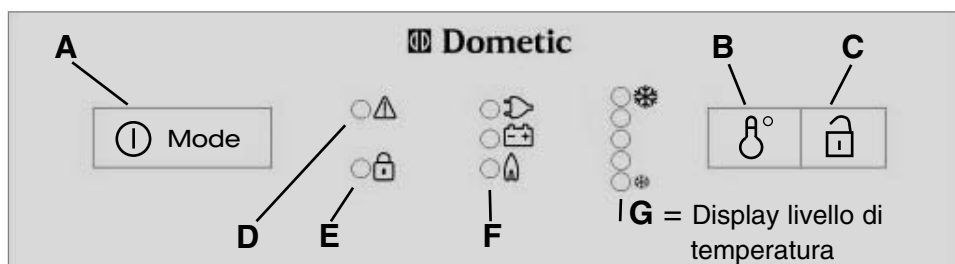 A
Dometic
B
C
Mode
D
E
F
G = Display livello di
temperatura